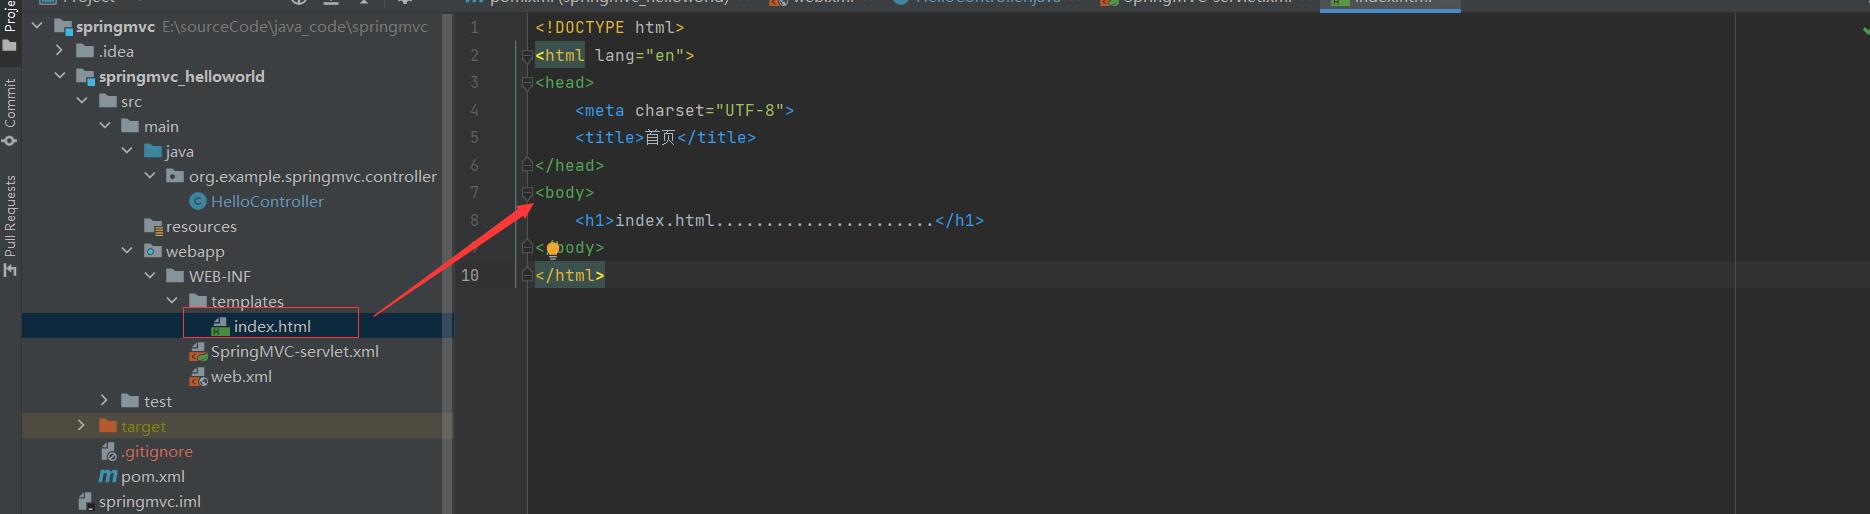 Project
pom.xml (springmvc_helloworld)
web.xml
HelloController.java
SpringMVC-servlet.xml
index.html
Commit
Pull Requests
springmvc E:\sourceCode\java_code\springmvc
.idea
springmvc_helloworld
src
main
java
org.example.springmvc.controller
HelloController
resources
webapp
WEB-INF
templates
index.html
SpringMVC-servlet.xml
web.xml
test
target
.gitignore
pom.xml
springmvc.iml
1 <!DOCTYPE html>
2 <html lang="en">
3 <head>
4 <meta charset="UTF-8">
5 <title>首页</title>
6 </head>
7 <body>
8 <h1>index.html......................</h1>
< body>
10 </html>